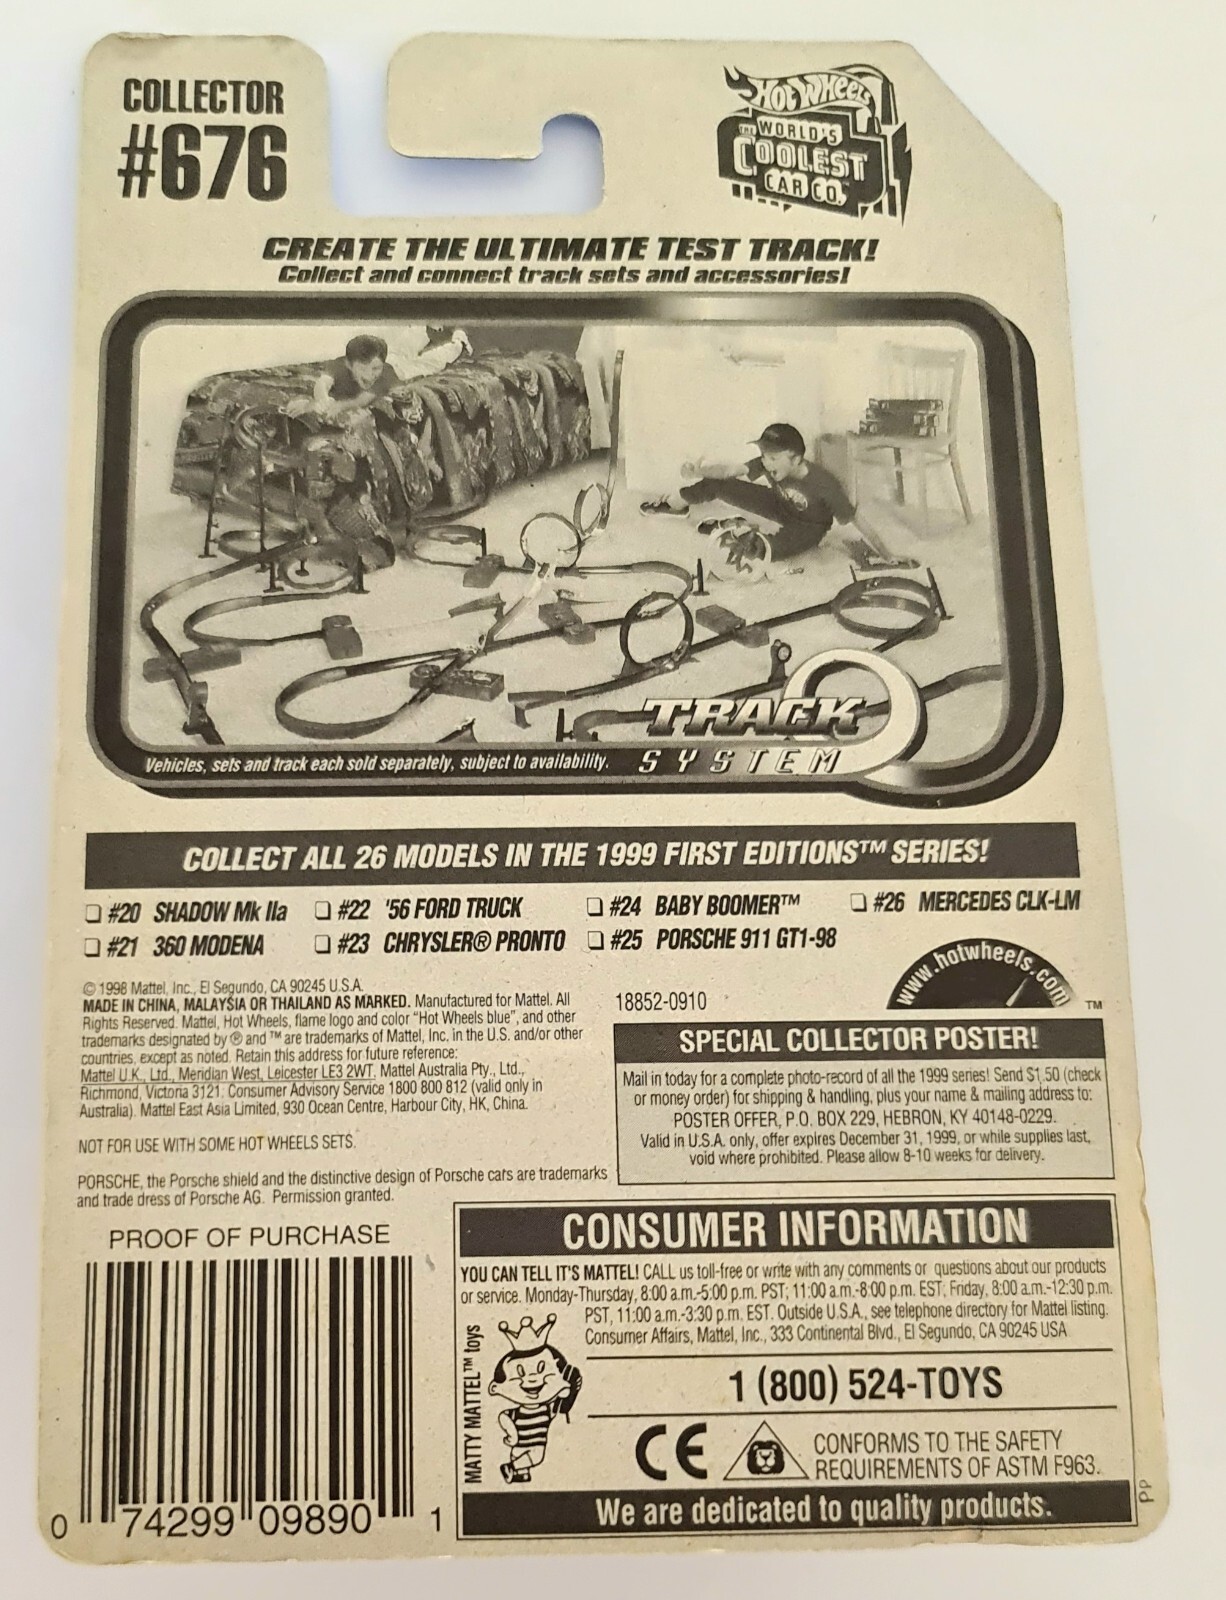 COLLECTOR
#676
HOT WHEELS
THE WORLD'S
COOLEST
CAR CO.™
CREATE THE ULTIMATE TEST TRACK!
Collect and connect track sets and accessories!
TRACK
SYSTEM
Vehicles, sets and track each sold separately, subject to availability.
COLLECT ALL 26 MODELS IN THE 1999 FIRST EDITIONS™ SERIES!
#20 SHADOW Mk IIa #22 '56 FORD TRUCK #24 BABY BOOMER™ #26 MERCEDES CLK-LM
#21 360 MODENA #23 CHRYSLER® PRONTO #25 PORSCHE 911 GT1-98
www.hotwheels.com ™
© 1998 Mattel, Inc., El Segundo, CA 90245 U.S.A.
MADE IN CHINA, MALAYSIA OR THAILAND AS MARKED. Manufactured for Mattel. All
Rights Reserved. Mattel, Hot Wheels, flame logo and color "Hot Wheels blue", and other
trademarks designated by ® and ™ are trademarks of Mattel, Inc. in the U.S. and/or other
countries, except as noted. Retain this address for future reference:
Mattel U.K., Ltd., Meridian West, Leicester LE3 2WT. Mattel Australia Pty., Ltd.,
Richmond, Victoria 3121. Consumer Advisory Service 1800 800 812 (valid only in
Australia). Mattel East Asia Limited, 930 Ocean Centre, Harbour City, HK, China.
NOT FOR USE WITH SOME HOT WHEELS SETS.
PORSCHE, the Porsche shield and the distinctive design of Porsche cars are trademarks
and trade dress of Porsche AG. Permission granted.
18852-0910
SPECIAL COLLECTOR POSTER!
Mail in today for a complete photo-record of all the 1999 series! Send $1.50 (check
or money order) for shipping & handling, plus your name & mailing address to:
POSTER OFFER, P.O. BOX 229, HEBRON, KY 40148-0229.
Valid in U.S.A. only, offer expires December 31, 1999, or while supplies last,
void where prohibited. Please allow 8-10 weeks for delivery.
PROOF OF PURCHASE
0 74299 09890 1
CONSUMER INFORMATION
YOU CAN TELL IT'S MATTEL! CALL us toll-free or write with any comments or questions about our products
or service. Monday-Thursday, 8:00 a.m.-5:00 p.m. PST; 11:00 a.m.-8:00 p.m. EST; Friday, 8:00 a.m.-12:30 p.m.
PST, 11:00 a.m.-3:30 p.m. EST. Outside U.S.A., see telephone directory for Mattel listing.
Consumer Affairs, Mattel, Inc., 333 Continental Blvd., El Segundo, CA 90245 USA
MATTY MATTEL™ toys
1 (800) 524-TOYS
CE
CONFORMS TO THE SAFETY
REQUIREMENTS OF ASTM F963.
We are dedicated to quality products.
PP